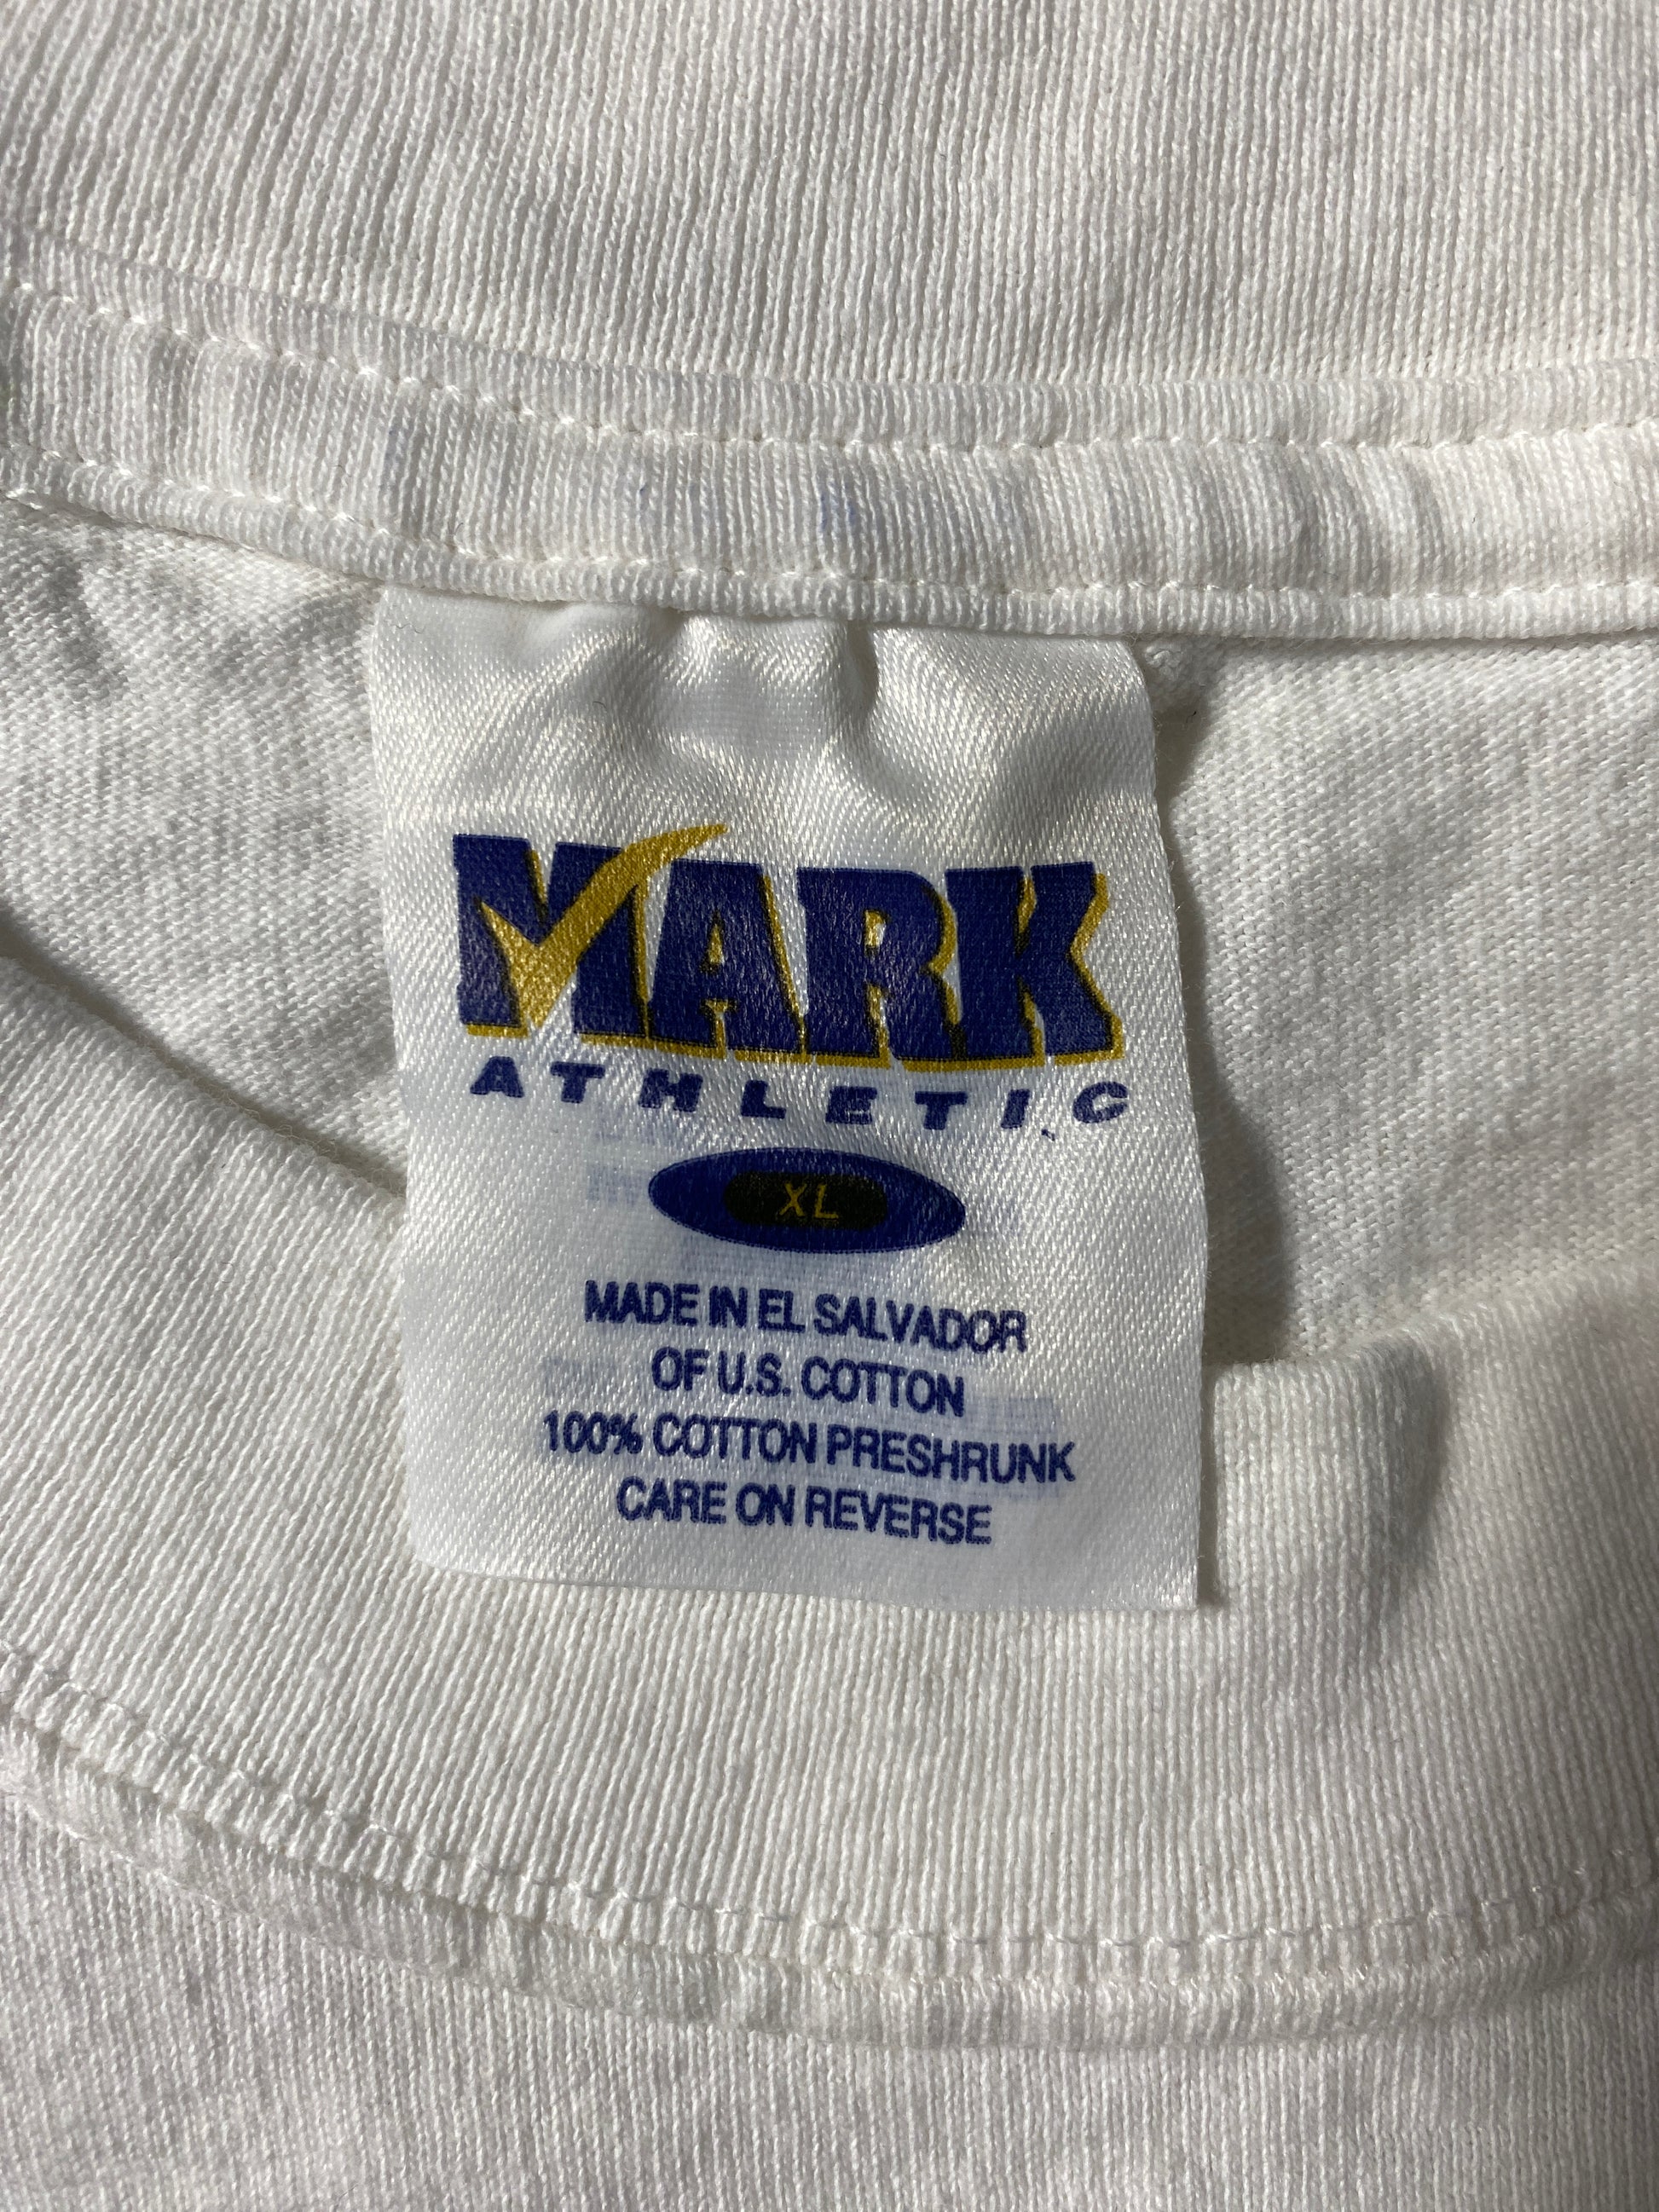 MARK
ATHLETIC
XL
MADE IN EL SALVADOR
OF U.S. COTTON
100% COTTON PRESHRUNK
CARE ON REVERSE